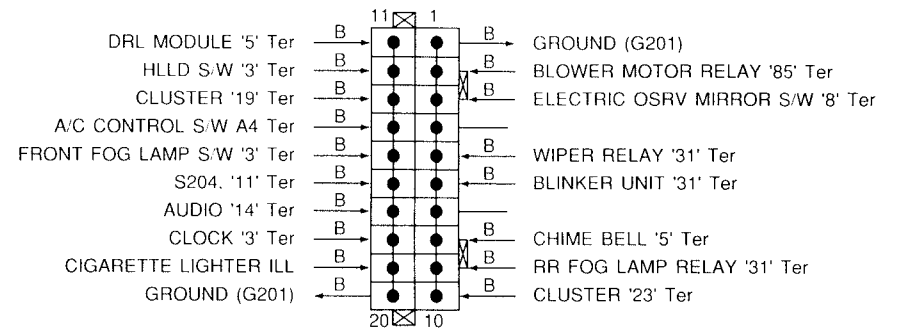 11 1
DRL MODULE '5' Ter B B GROUND (G201)
HLLD S/W '3' Ter B B BLOWER MOTOR RELAY '85' Ter
CLUSTER '19' Ter B B ELECTRIC OSRV MIRROR S/W '8' Ter
A/C CONTROL S/W A4 Ter B
FRONT FOG LAMP S/W '3' Ter B B WIPER RELAY '31' Ter
S204, '11' Ter B B BLINKER UNIT '31' Ter
AUDIO '14' Ter B
CLOCK '3' Ter B B CHIME BELL '5' Ter
CIGARETTE LIGHTER ILL B B RR FOG LAMP RELAY '31' Ter
GROUND (G201) B B CLUSTER '23' Ter
20 10